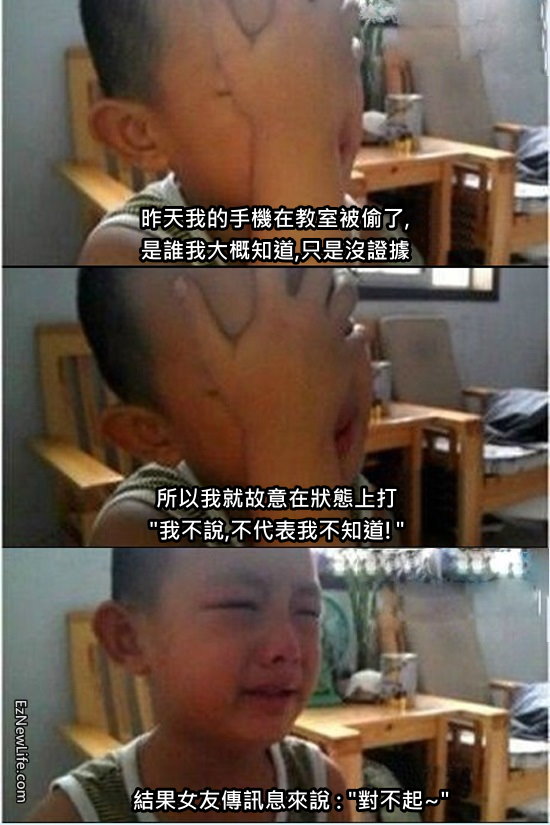 昨天我的手機在教室被偷了,
是誰我大概知道,只是沒證據
所以我就故意在狀態上打
"我不說,不代表我不知道!"
結果女友傳訊息來說 : "對不起~"
EzNewLife.com